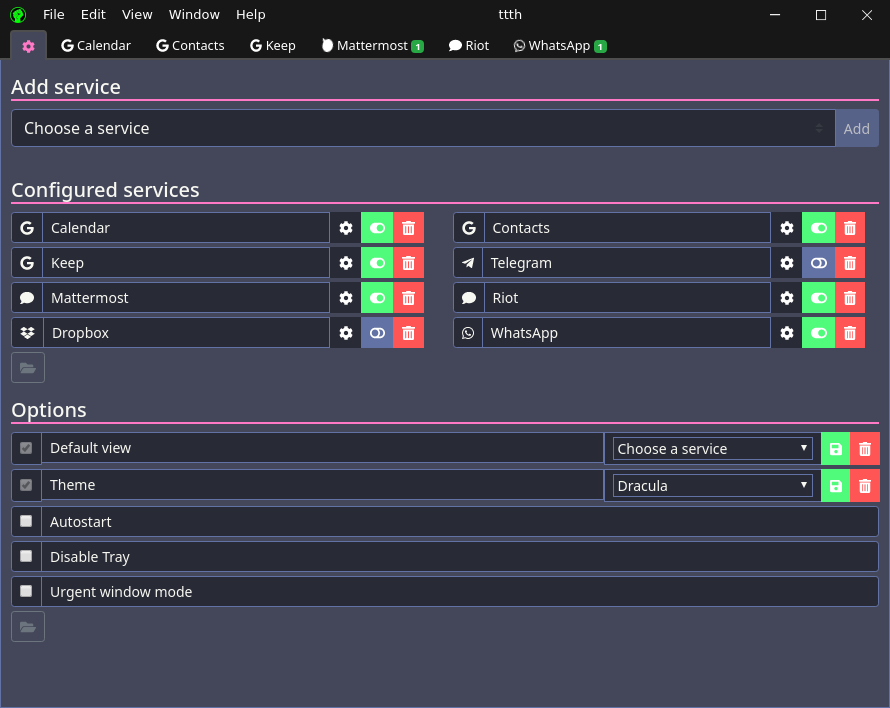 File Edit View Window Help ttth
Calendar Contacts Keep Mattermost 1 Riot WhatsApp 1
Add service
Choose a service Add
Configured services
Calendar Contacts
Keep Telegram
Mattermost Riot
Dropbox WhatsApp
Options
Default view Choose a service
Theme Dracula
Autostart
Disable Tray
Urgent window mode